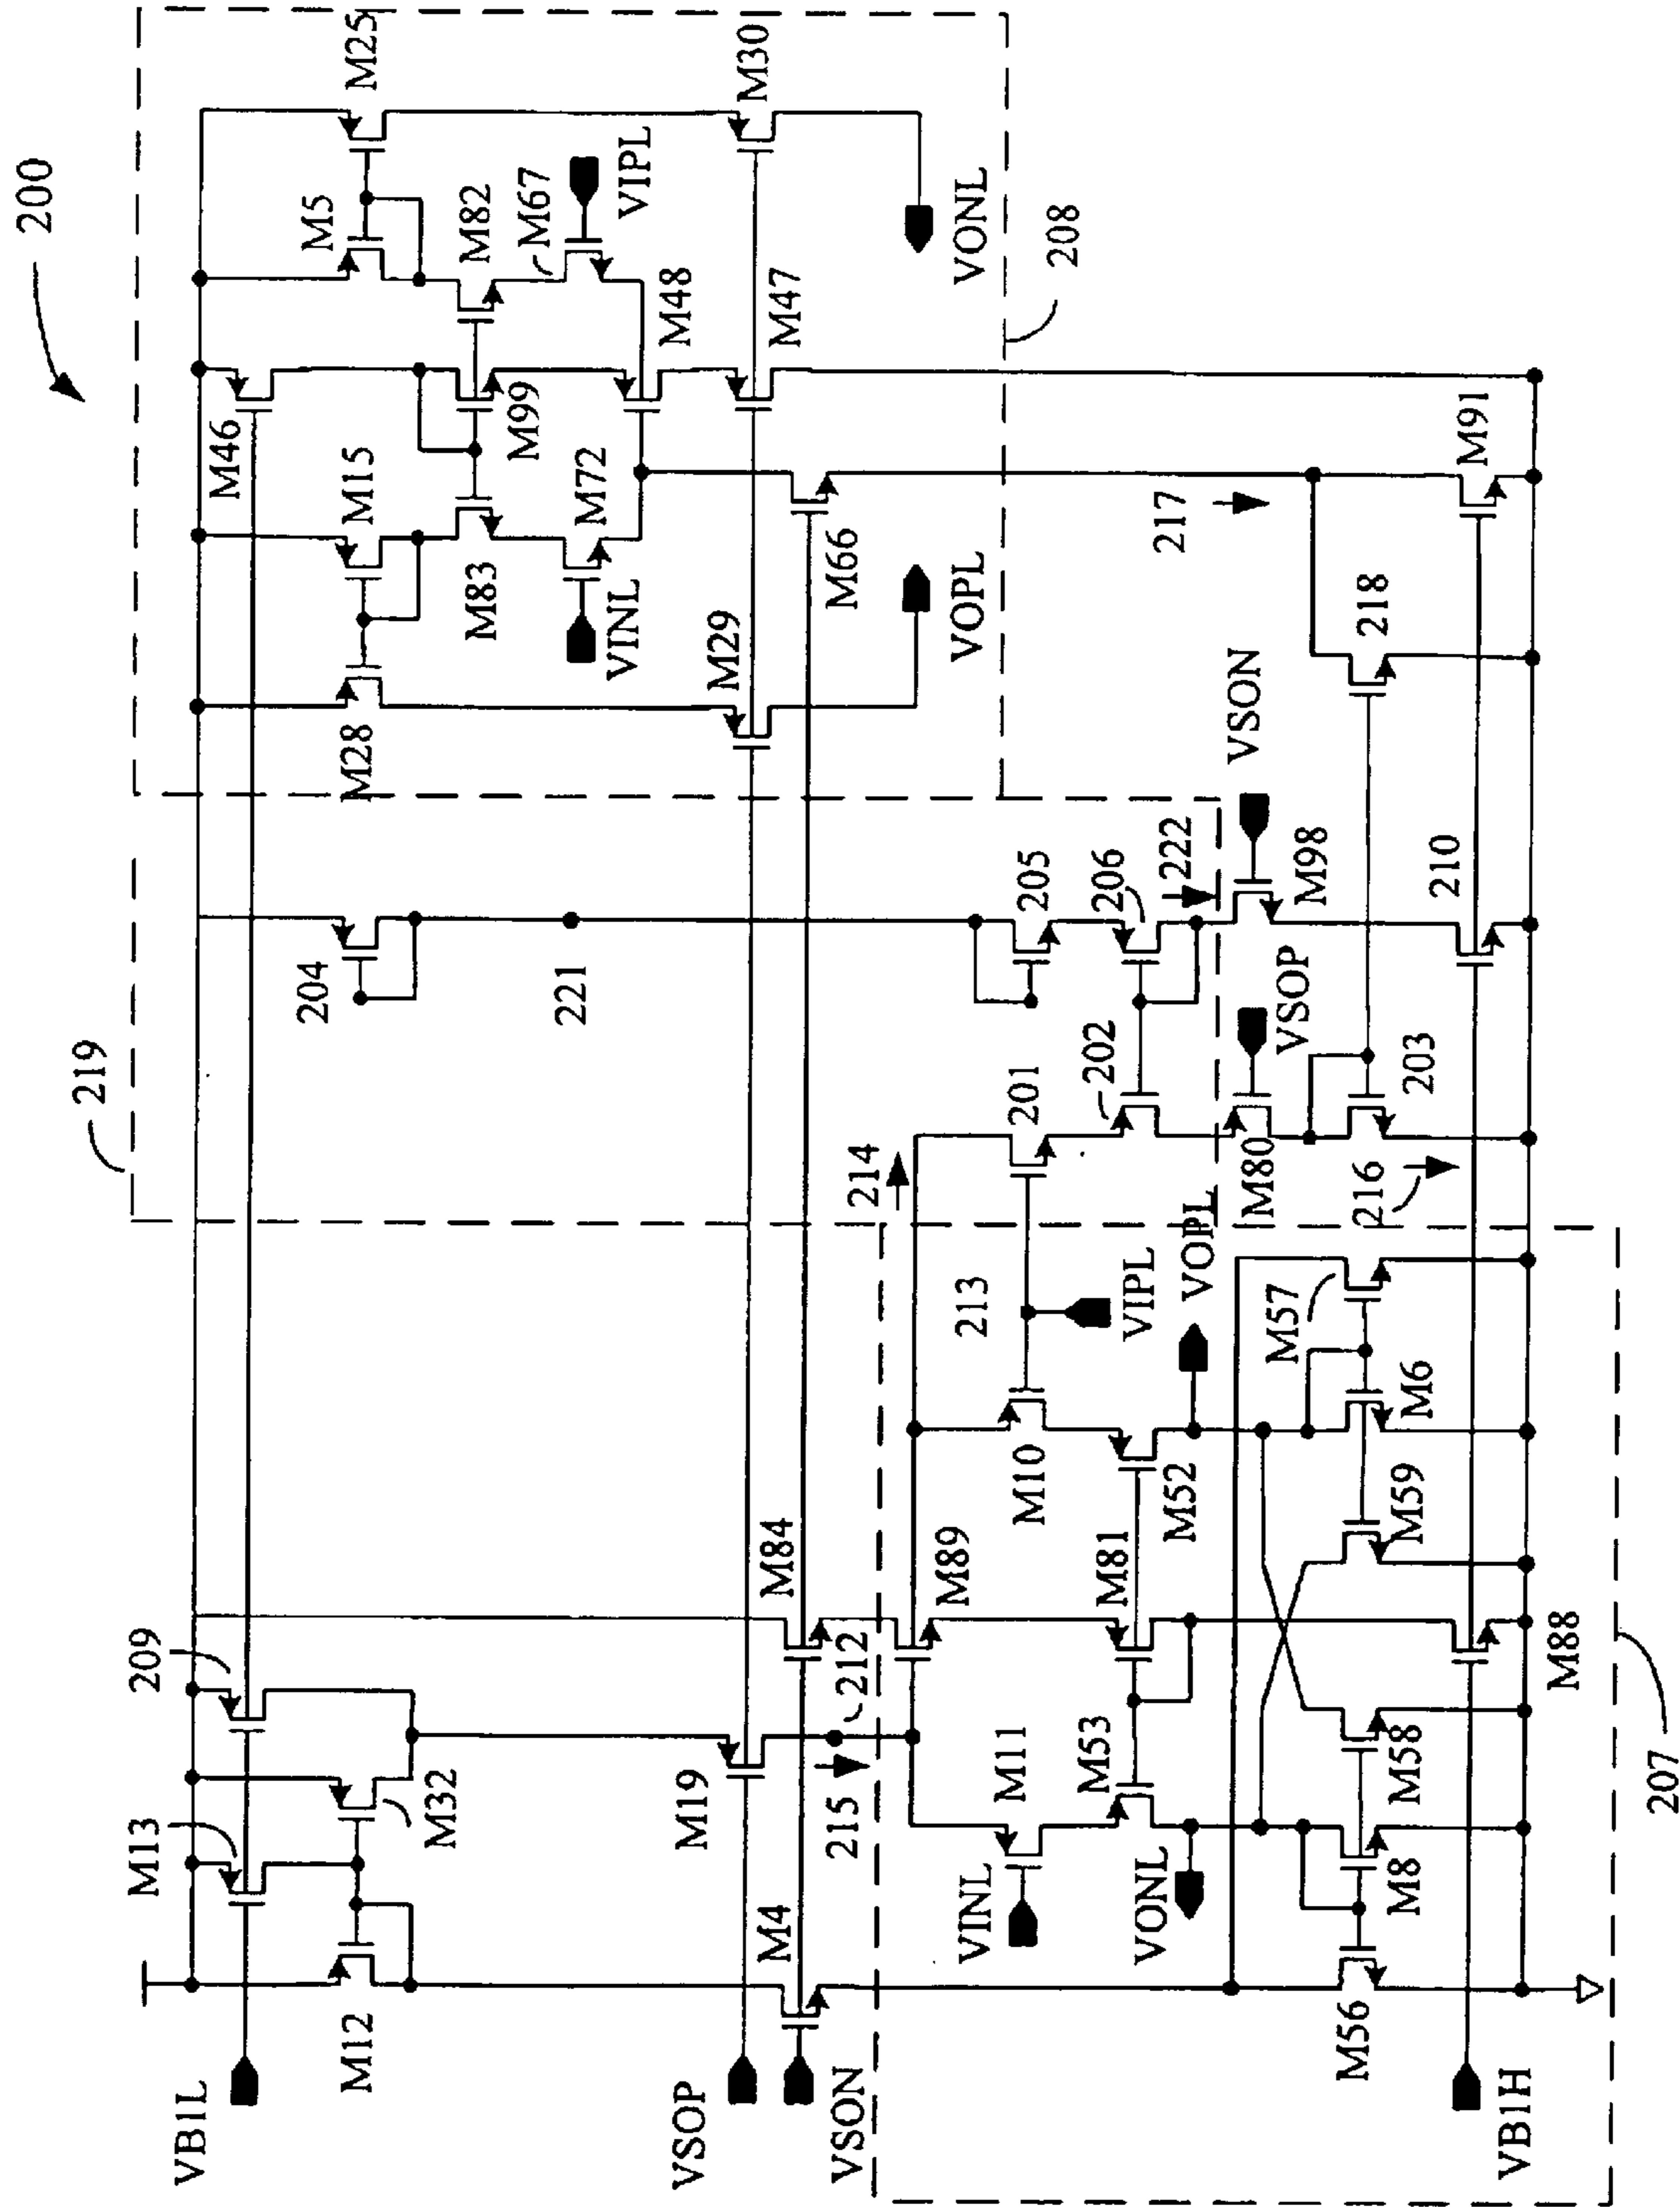 200
219
M25
M5
M82
M67
VIPL
M30
VONL
208
M46
M15
M99
M48
M47
M72
M83
VINL
M28
M29
M66
VOPL
217
M91
218
VSON
204
221
205
206
222
M98
210
201
202
VSOP
203
214
M80
216
213
VIPL
VOPL
M57
M10
M52
M6
M59
M84
M89
M81
209
212
M88
M13
M32
M19
215
M11
M53
M58
207
M12
M4
VINL
VONL
M8
M56
VB1L
VSOP
VSON
VB1H